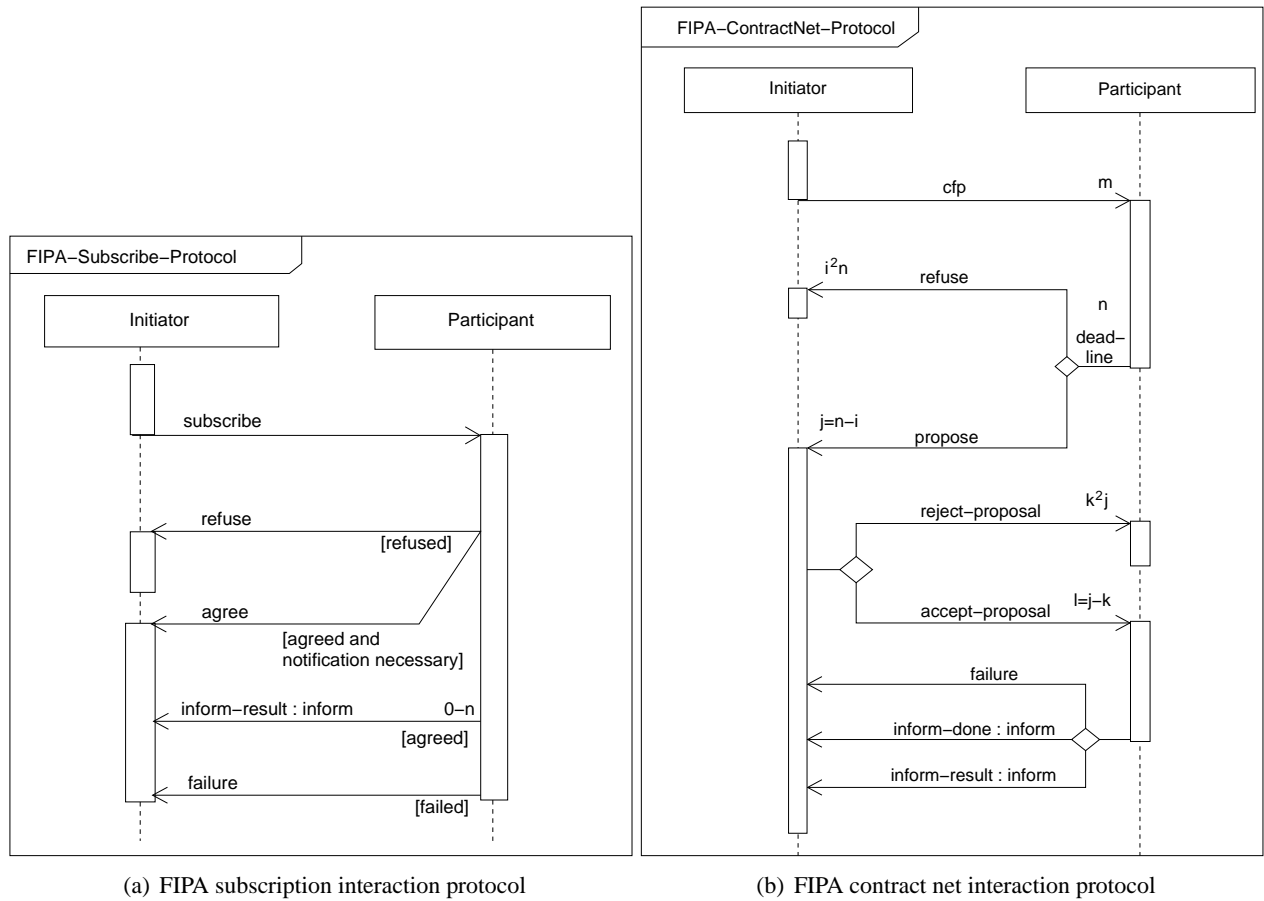 FIPA−Subscribe−Protocol
Initiator
Participant
subscribe
refuse
[refused]
agree
[agreed and
notification necessary]
inform−result : inform
0−n
[agreed]
failure
[failed]
(a) FIPA subscription interaction protocol
FIPA−ContractNet−Protocol
Initiator
Participant
cfp
m
i²n
refuse
n
dead−
line
j=n−i
propose
reject−proposal
k²j
accept−proposal
l=j−k
failure
inform−done : inform
inform−result : inform
(b) FIPA contract net interaction protocol